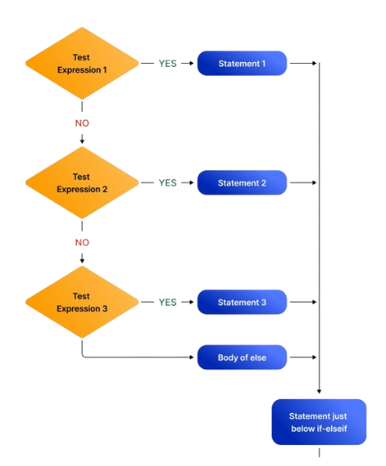 Test
Expression 1
YES
Statement 1
NO
Test
Expression 2
YES
Statement 2
NO
Test
Expression 3
YES
Statement 3
Body of else
Statement just
below if-elseif